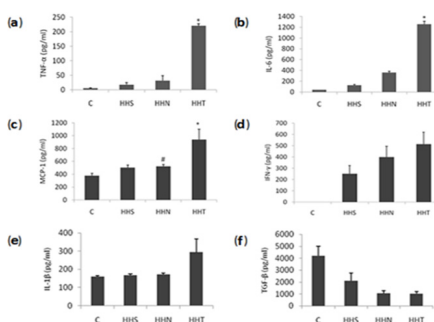 (a)
TNF-α (pg/ml)
250
200
150
100
50
0
C HHS HHN HHT
*
(b)
IL-6 (pg/ml)
1400
1200
1000
800
600
400
200
0
C HHS HHN HHT
*
(c)
MCP-1 (pg/ml)
1200
1000
800
600
400
200
0
C HHS HHN HHT
#
*
(d)
IFN-γ (pg/ml)
700
600
500
400
300
200
100
0
C HHS HHN HHT
(e)
IL-1β (pg/ml)
400
300
200
100
0
C HHS HHN HHT
(f)
TGF-β (pg/ml)
6000
5000
4000
3000
2000
1000
0
C HHS HHN HHT